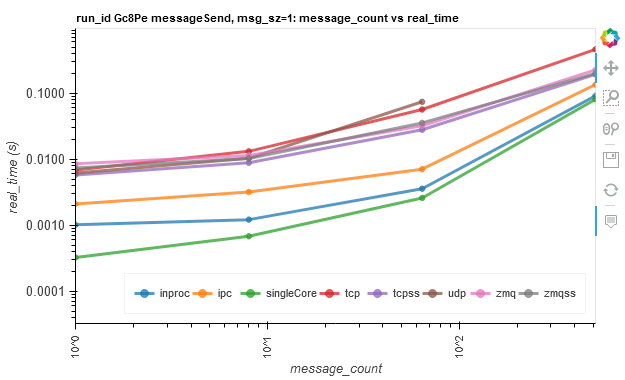 run_id Gc8Pe messageSend, msg_sz=1: message_count vs real_time
real_time (s)
0.1000
0.0100
0.0010
0.0001
inproc ipc singleCore tcp tcpss udp zmq zmqss
10^0 10^1 10^2
message_count